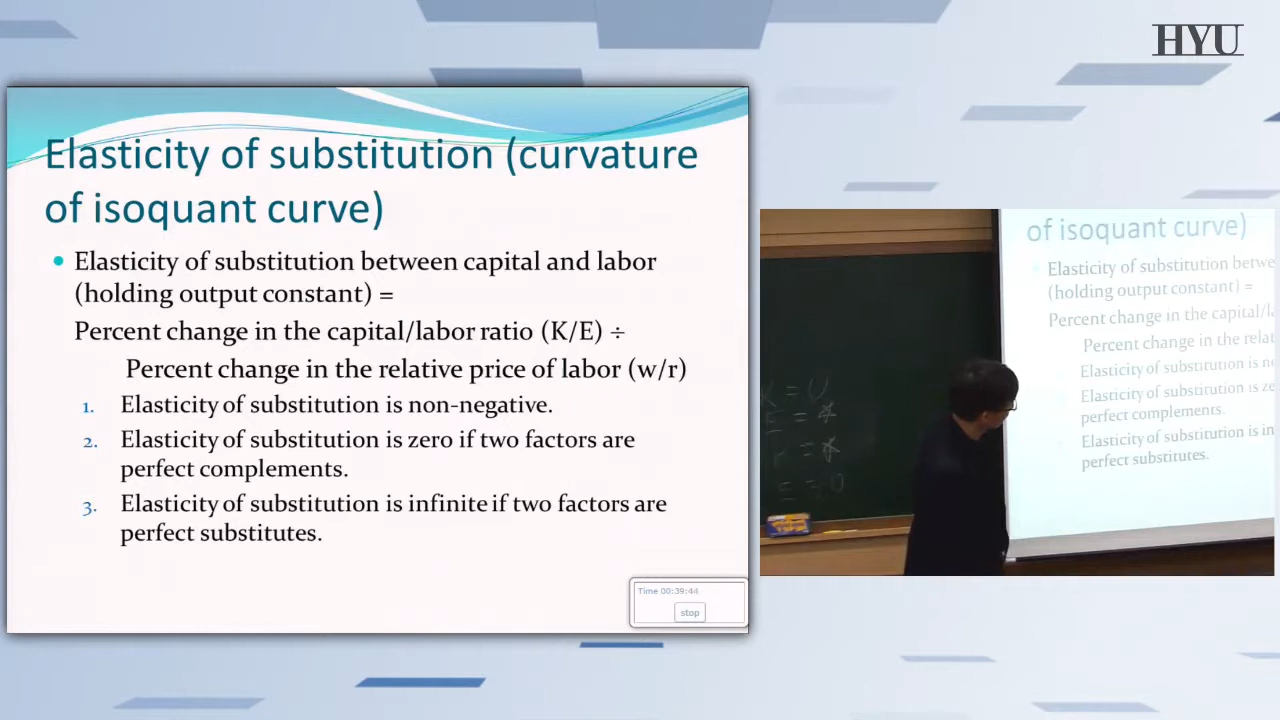 HYU
Elasticity of substitution (curvature
of isoquant curve)
• Elasticity of substitution between capital and labor
(holding output constant) =
Percent change in the capital/labor ratio (K/E) ÷
Percent change in the relative price of labor (w/r)
1. Elasticity of substitution is non-negative.
2. Elasticity of substitution is zero if two factors are
perfect complements.
3. Elasticity of substitution is infinite if two factors are
perfect substitutes.
Time 00:39:44
stop
of isoquant curve)
Elasticity of substitution betwe
(holding output constant) =
Percent change in the capital/la
Percent change in the relat
Elasticity of substitution is ne
Elasticity of substitution is ze
perfect complements.
Elasticity of substitution is in
perfect substitutes.